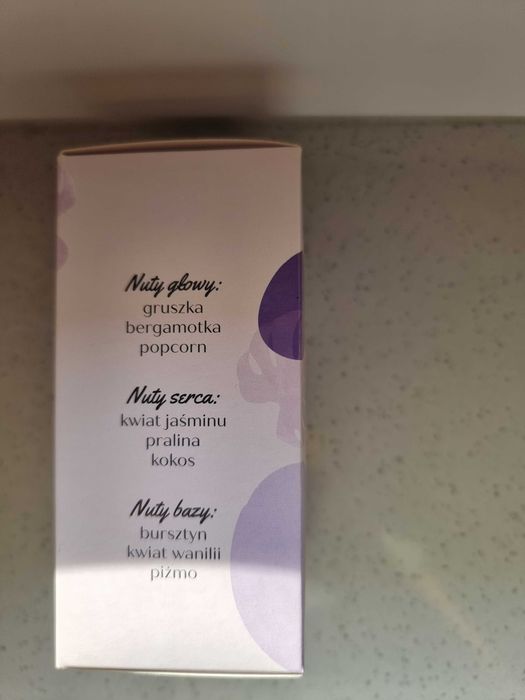 Nuty głowy:
gruszka
bergamotka
popcorn
Nuty serca:
kwiat jaśminu
pralina
kokos
Nuty bazy:
bursztyn
kwiat wanilii
piżmo